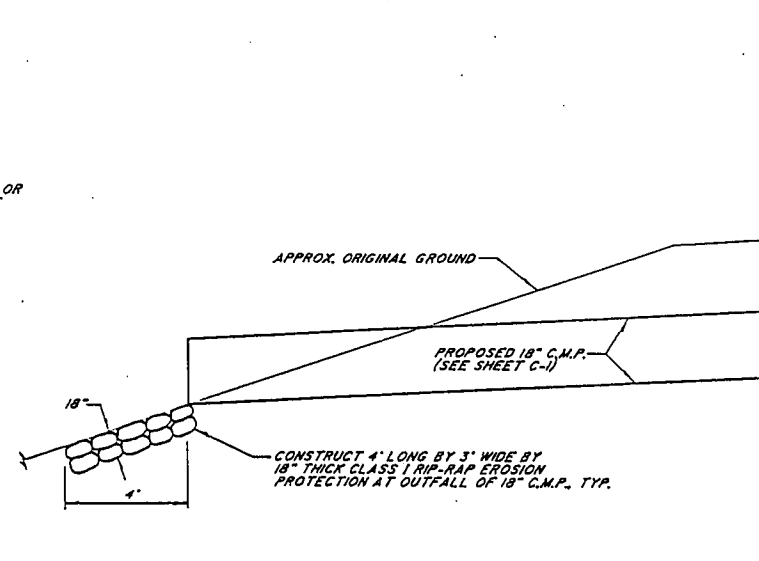 OR
APPROX. ORIGINAL GROUND
PROPOSED 18" C.M.P.
(SEE SHEET C-1)
18"
CONSTRUCT 4' LONG BY 3' WIDE BY
18" THICK CLASS I RIP-RAP EROSION
PROTECTION AT OUTFALL OF 18" C.M.P., TYP.
4'